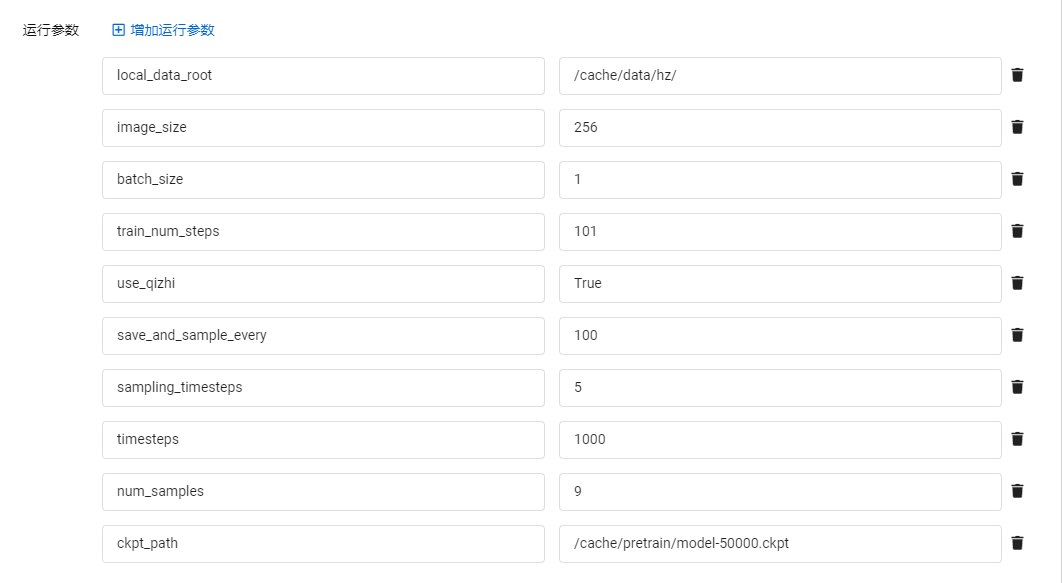 运行参数 增加运行参数
local_data_root /cache/data/hz/
image_size 256
batch_size 1
train_num_steps 101
use_qizhi True
save_and_sample_every 100
sampling_timesteps 5
timesteps 1000
num_samples 9
ckpt_path /cache/pretrain/model-50000.ckpt